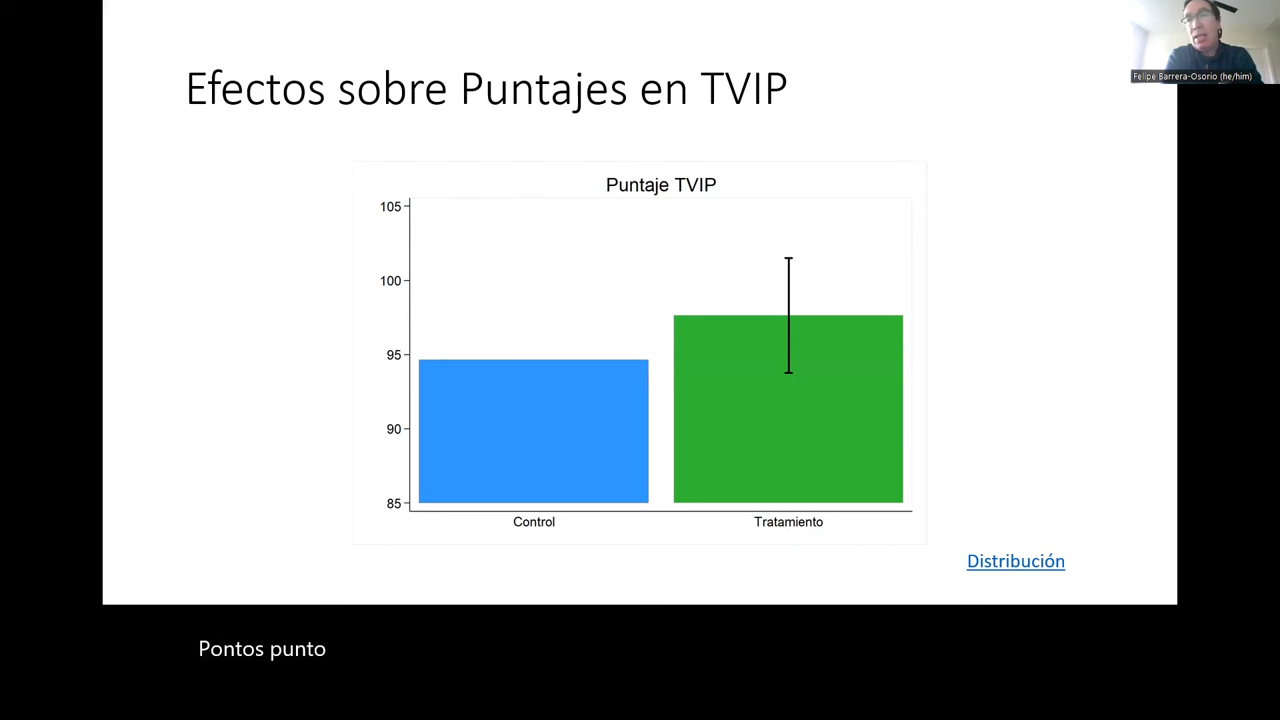 Efectos sobre Puntajes en TVIP
Felipe Barrera-Osorio (he/him)
Puntaje TVIP
105
100
95
90
85
Control
Tratamiento
Distribución
Pontos punto